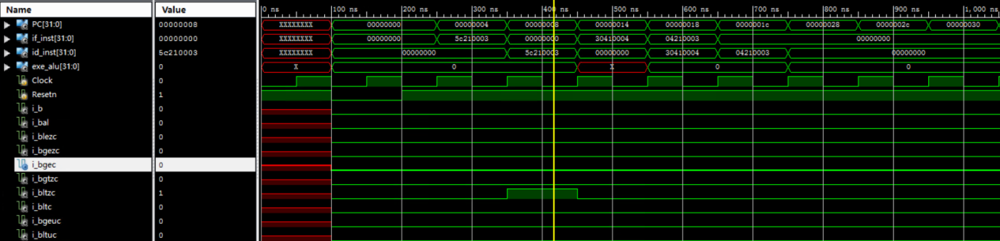 Name Value 0 ns 100 ns 200 ns 300 ns 400 ns 500 ns 600 ns 700 ns 800 ns 900 ns 1,000
PC[31:0] 00000008 XXXXXXXX 00000000 00000004 00000008 00000014 00000018 0000001c 00000028 0000002c 00000030
if_inst[31:0] 00000000 XXXXXXXX 00000000 5c210003 00000000 30410004 04213003 00000000
id_inst[31:0] 5c210003 XXXXXXXX 00000000 5c210003 00000000 30410004 04213003 00000000
exe_alu[31:0] 0 X 0 X 0 0
Clock 0
Resetn 1
i_b 0
i_bal 0
i_blezc 0
i_bgezc 0
i_bgec 0
i_bgtzc 0
i_bltzc 1
i_bltc 0
i_bgeuc 0
i_bltuc 0